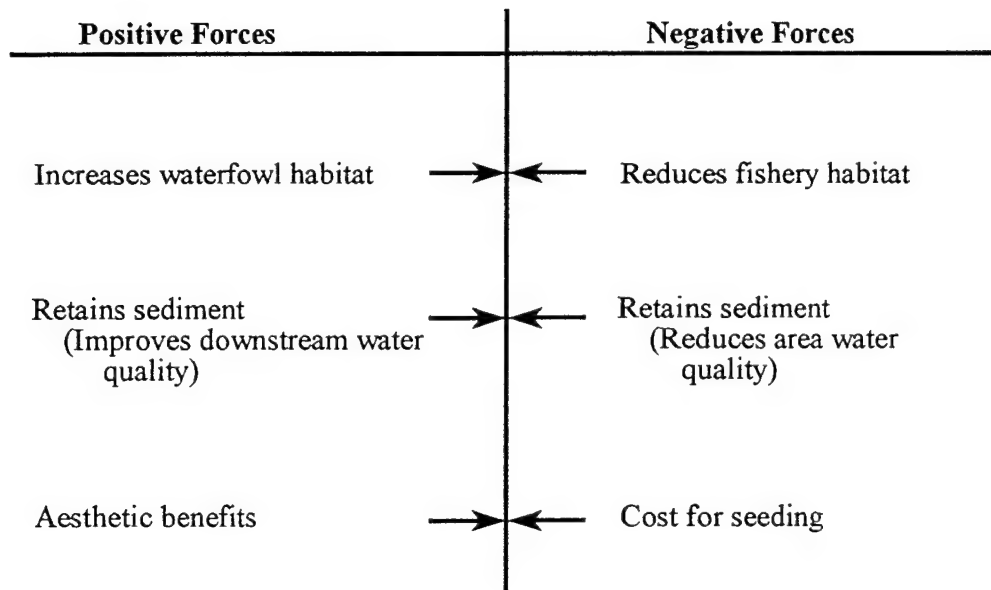 Positive Forces
Negative Forces
Increases waterfowl habitat
Reduces fishery habitat
Retains sediment
(Improves downstream water
quality)
Retains sediment
(Reduces area water
quality)
Aesthetic benefits
Cost for seeding